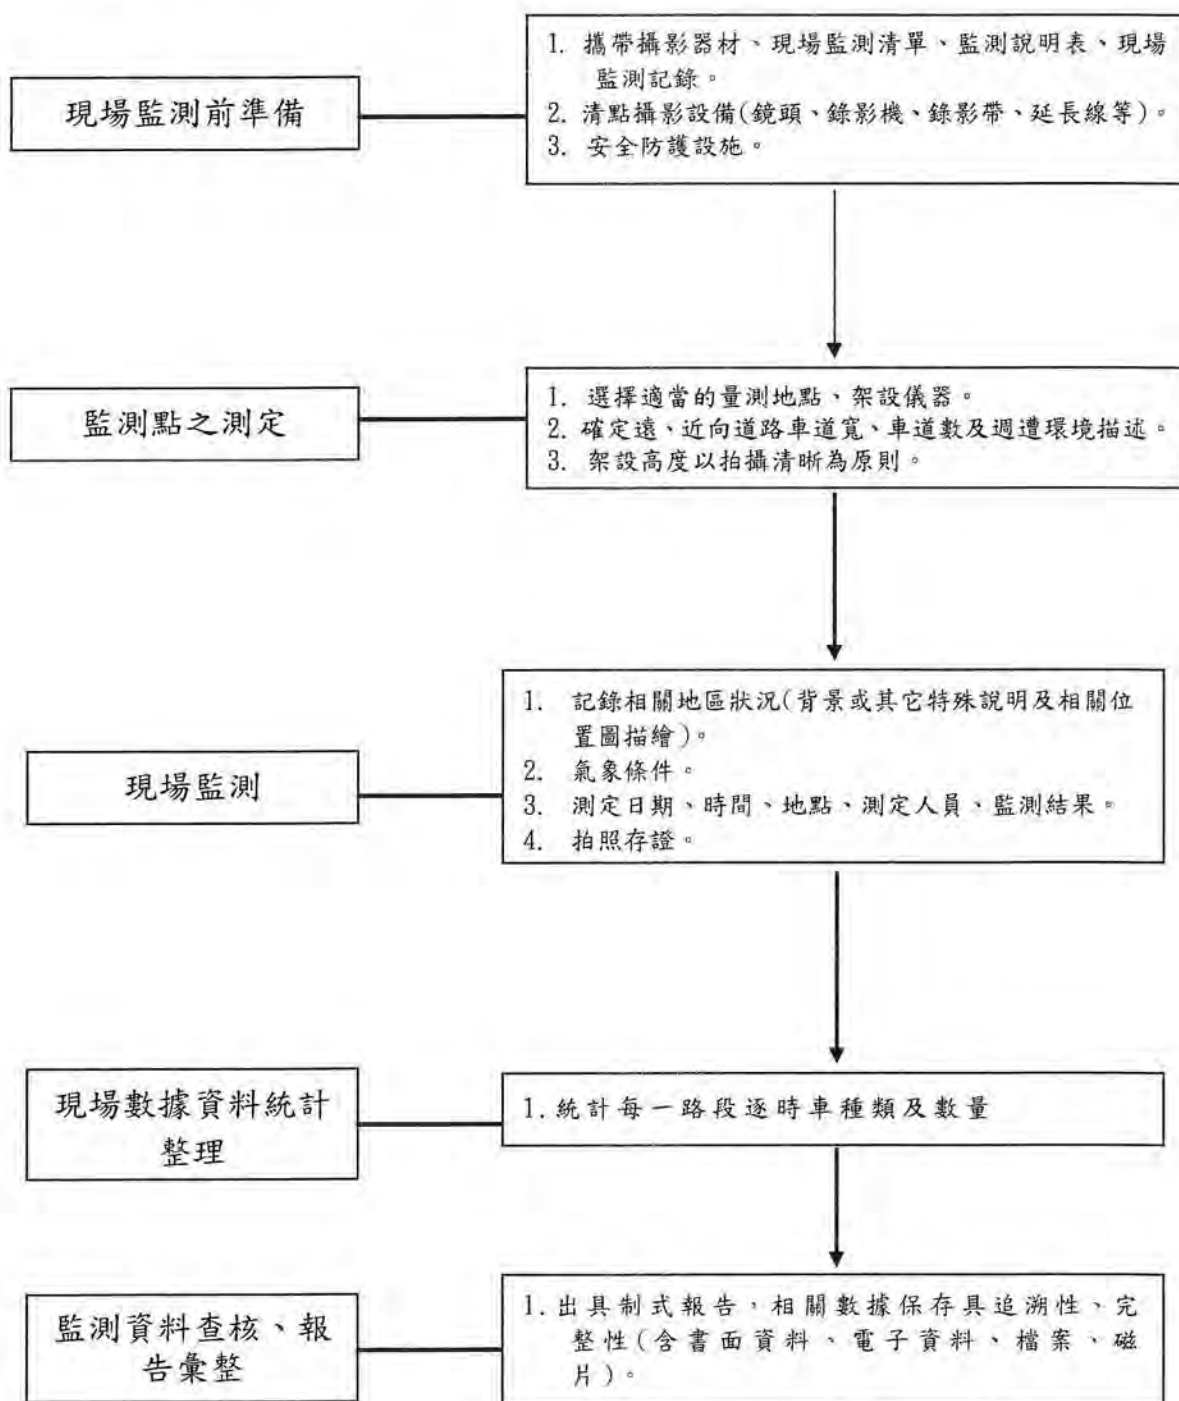 現場監測前準備
1. 攜帶攝影器材、現場監測清單、監測說明表、現場
監測記錄。
2. 清點攝影設備(鏡頭、錄影機、錄影帶、延長線等)。
3. 安全防護設施。
監測點之測定
1. 選擇適當的量測地點、架設儀器。
2. 確定遠、近向道路車道寬、車道數及週遭環境描述。
3. 架設高度以拍攝清晰為原則。
現場監測
1. 記錄相關地區狀況(背景或其它特殊說明及相關位
置圖描繪)。
2. 氣象條件。
3. 測定日期、時間、地點、測定人員、監測結果。
4. 拍照存證。
現場數據資料統計
整理
1. 統計每一路段逐時車種類及數量
監測資料查核、報
告彙整
1. 出具制式報告，相關數據保存具追溯性、完
整性(含書面資料、電子資料、檔案、磁
片)。